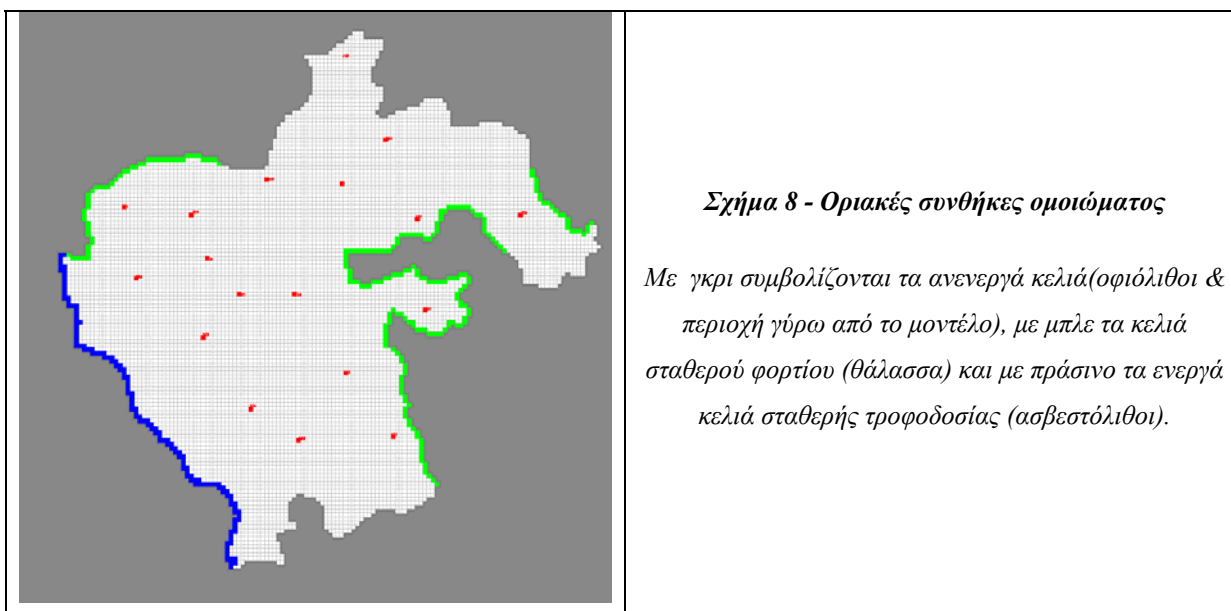 Σχήμα 8 - Οριακές συνθήκες ομοιώματος
Με γκρι συμβολίζονται τα ανενεργά κελιά(οφιόλιθοι &
περιοχή γύρω από το μοντέλο), με μπλε τα κελιά
σταθερού φορτίου (θάλασσα) και με πράσινο τα ενεργά
κελιά σταθερής τροφοδοσίας (ασβεστόλιθοι).